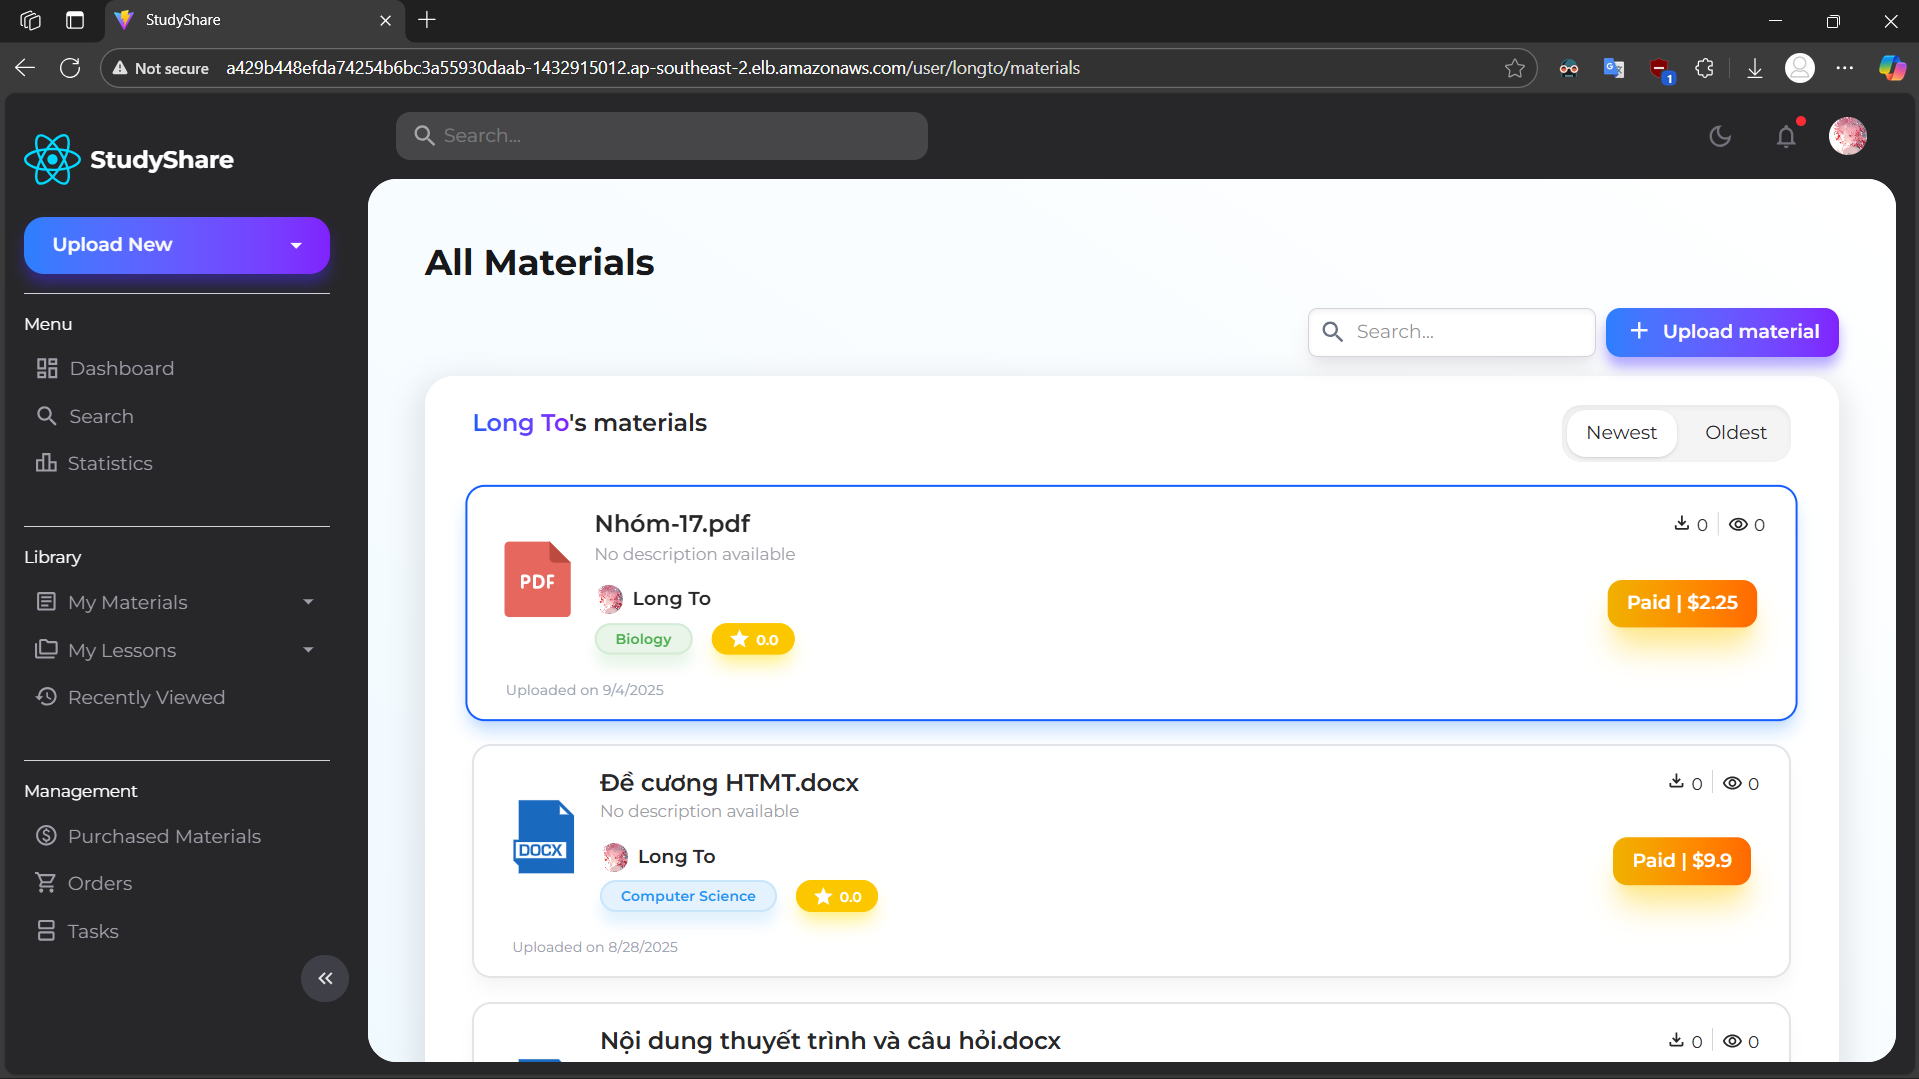 StudyShare
Not secure
a429b448efda74254b6bc3a55930daab-1432915012.ap-southeast-2.elb.amazonaws.com/user/longto/materials
1
StudyShare
Search...
Upload New
Menu
Dashboard
Search
Statistics
Library
My Materials
My Lessons
Recently Viewed
Management
Purchased Materials
Orders
Tasks
All Materials
Search...
+ Upload material
Long To's materials
Newest
Oldest
Nhóm-17.pdf
0 0
No description available
PDF
Long To
Paid | $2.25
Biology
0.0
Uploaded on 9/4/2025
Đề cương HTMT.docx
0 0
No description available
DOCX
Long To
Paid | $9.9
Computer Science
0.0
Uploaded on 8/28/2025
Nội dung thuyết trình và câu hỏi.docx
0 0